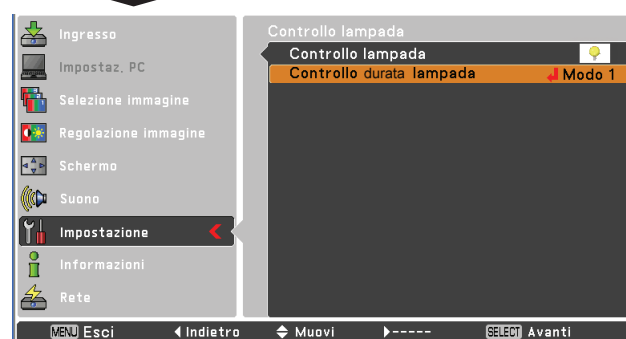 Ingresso
Impostaz. PC
Selezione immagine
Regolazione immagine
Schermo
Suono
Impostazione
Informazioni
Rete
Controllo lampada
Controllo lampada
Controllo durata lampada Modo 1
MENU Esci Indietro Muovi ----- SELECT Avanti